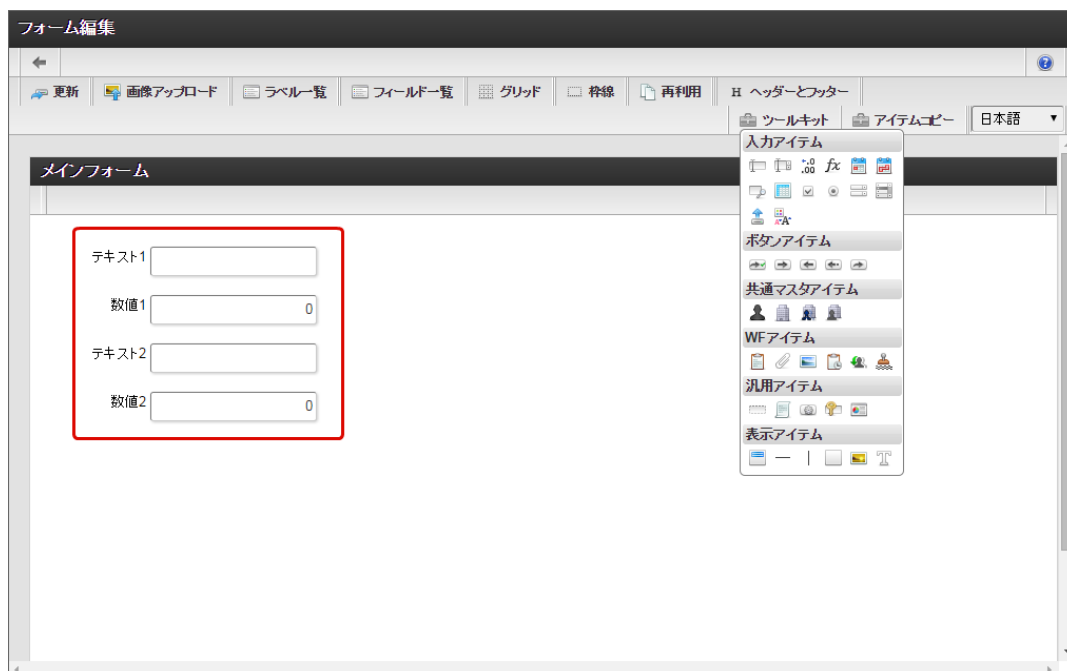 フォーム編集
更新 画像アップロード ラベル一覧 フィールド一覧 グリッド 枠線 再利用 H ヘッダーとフッター
ツールキット アイテムコピー 日本語
入力アイテム
メインフォーム
ボタンアイテム
テキスト1
共通マスタアイテム
数値1 0
WFアイテム
テキスト2
汎用アイテム
数値2 0
表示アイテム